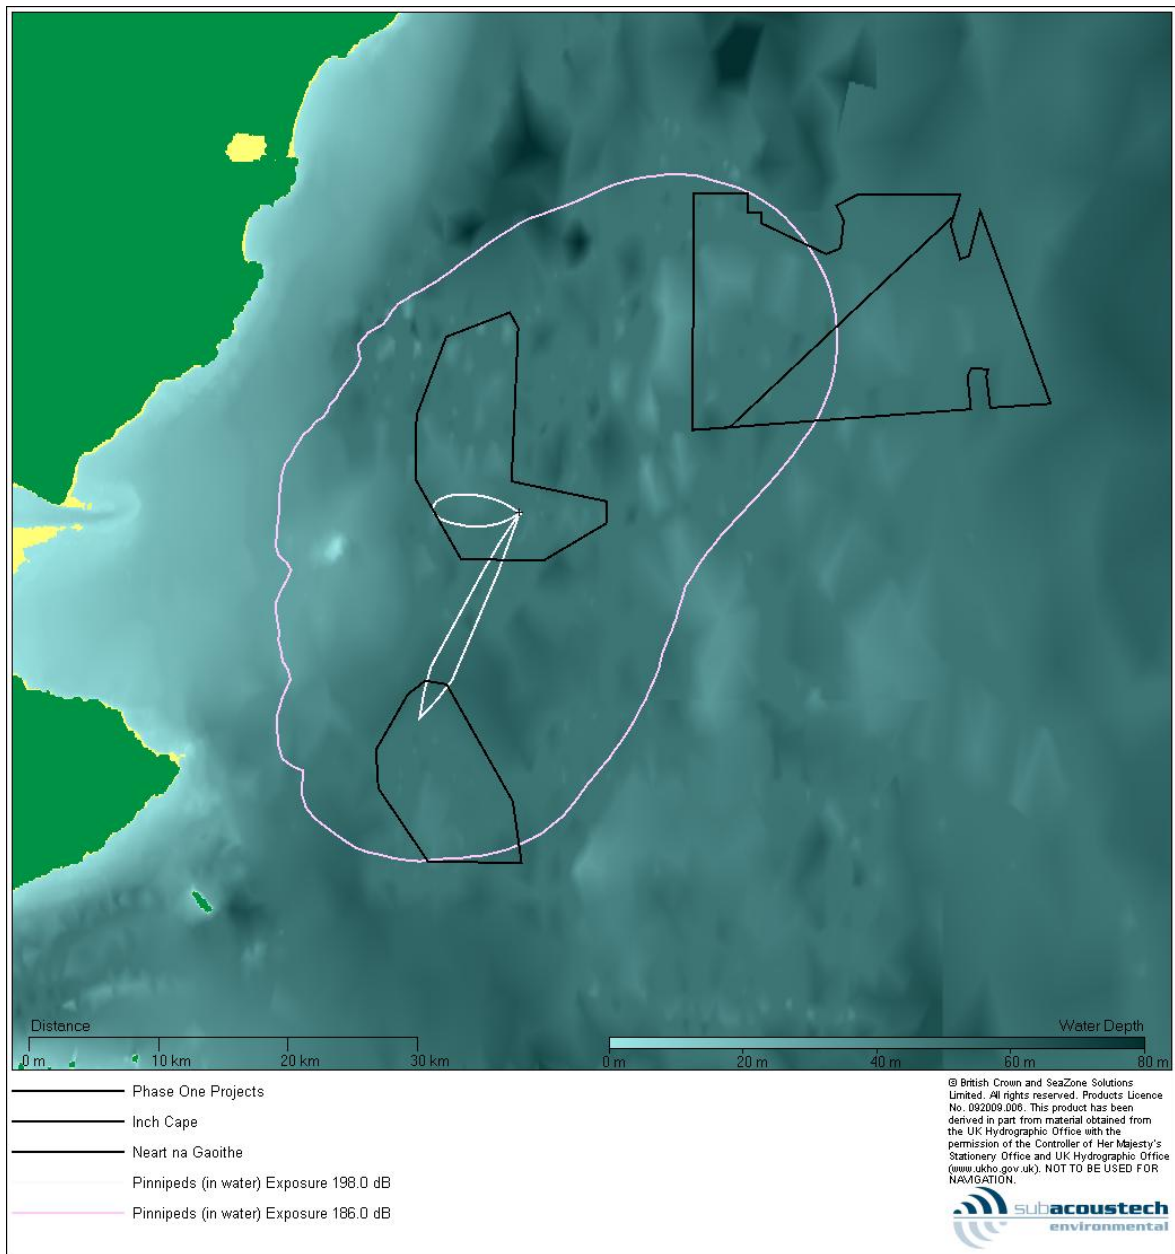 Distance
0 m 10 km 20 km 30 km
Water Depth
0 m 20 m 40 m 60 m 80 m
Phase One Projects
Inch Cape
Neart na Gaoithe
Pinnipeds (in water) Exposure 198.0 dB
Pinnipeds (in water) Exposure 186.0 dB
© British Crown and SeaZone Solutions
Limited. All rights reserved. Products Licence
No. 092009.006. This product has been
derived in part from material obtained from
the UK Hydrographic Office with the
permission of the Controller of Her Majesty's
Stationery Office and UK Hydrographic Office
(www.ukho.gov.uk). NOT TO BE USED FOR
NAVIGATION.
subacoustech
environmental